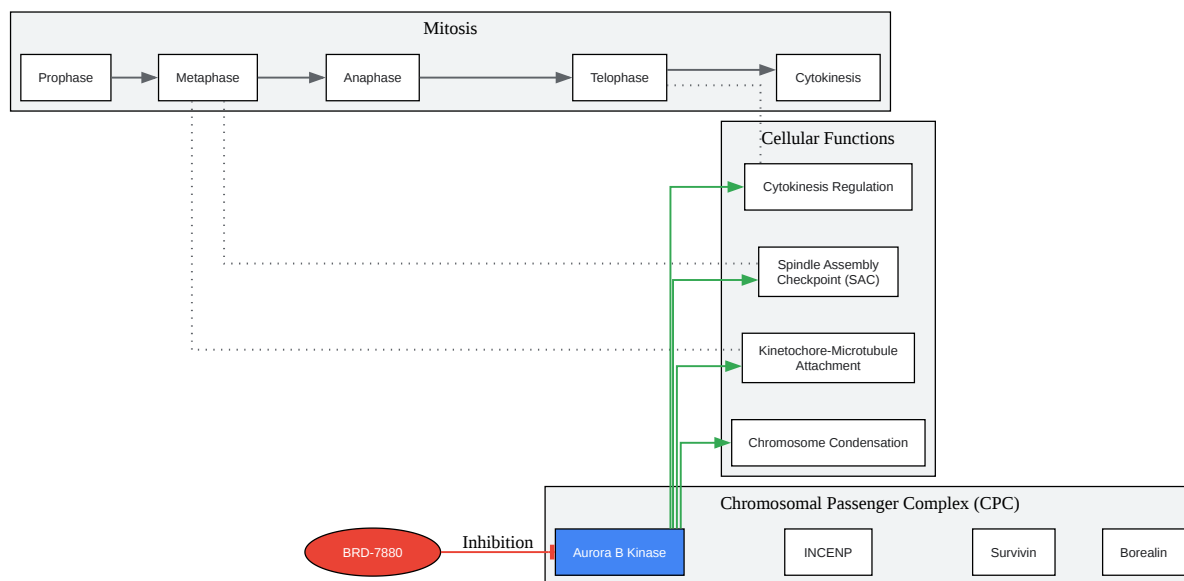 Mitosis
Prophase
Metaphase
Anaphase
Telophase
Cytokinesis
Cellular Functions
Cytokinesis Regulation
Spindle Assembly
Checkpoint (SAC)
Kinetochore-Microtubule
Attachment
Chromosome Condensation
Chromosomal Passenger Complex (CPC)
BRD-7880
Inhibition
Aurora B Kinase
INCENP
Survivin
Borealin